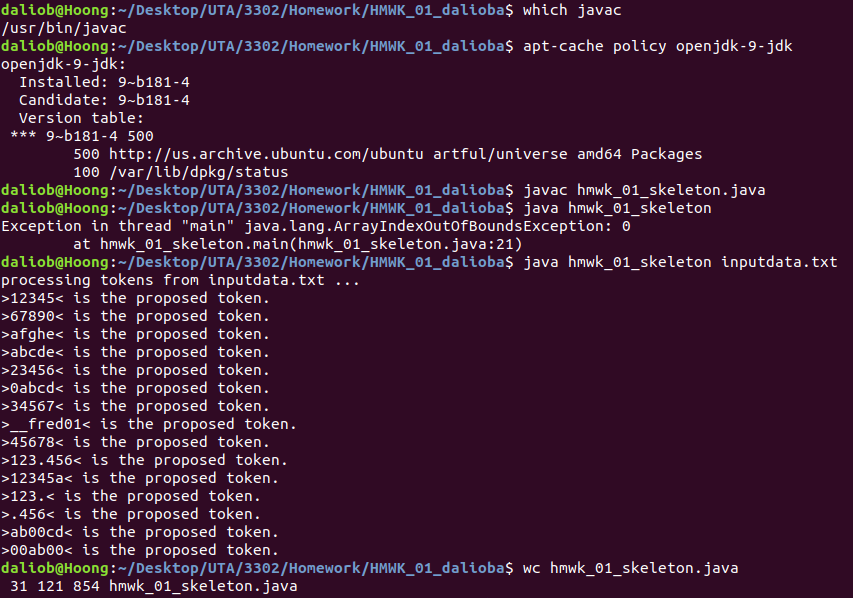 daliob@Hoong:~/Desktop/UTA/3302/Homework/HMWK_01_dalioba$ which javac
/usr/bin/javac
daliob@Hoong:~/Desktop/UTA/3302/Homework/HMWK_01_dalioba$ apt-cache policy openjdk-9-jdk
openjdk-9-jdk:
  Installed: 9~b181-4
  Candidate: 9~b181-4
  Version table:
 *** 9~b181-4 500
        500 http://us.archive.ubuntu.com/ubuntu artful/universe amd64 Packages
        100 /var/lib/dpkg/status
daliob@Hoong:~/Desktop/UTA/3302/Homework/HMWK_01_dalioba$ javac hmwk_01_skeleton.java
daliob@Hoong:~/Desktop/UTA/3302/Homework/HMWK_01_dalioba$ java hmwk_01_skeleton
Exception in thread "main" java.lang.ArrayIndexOutOfBoundsException: 0
        at hmwk_01_skeleton.main(hmwk_01_skeleton.java:21)
daliob@Hoong:~/Desktop/UTA/3302/Homework/HMWK_01_dalioba$ java hmwk_01_skeleton inputdata.txt
processing tokens from inputdata.txt ...
>12345< is the proposed token.
>67890< is the proposed token.
>afghe< is the proposed token.
>abcde< is the proposed token.
>23456< is the proposed token.
>0abcd< is the proposed token.
>34567< is the proposed token.
>__fred01< is the proposed token.
>45678< is the proposed token.
>123.456< is the proposed token.
>12345a< is the proposed token.
>123.< is the proposed token.
>.456< is the proposed token.
>ab00cd< is the proposed token.
>00ab00< is the proposed token.
daliob@Hoong:~/Desktop/UTA/3302/Homework/HMWK_01_dalioba$ wc hmwk_01_skeleton.java
 31 121 854 hmwk_01_skeleton.java